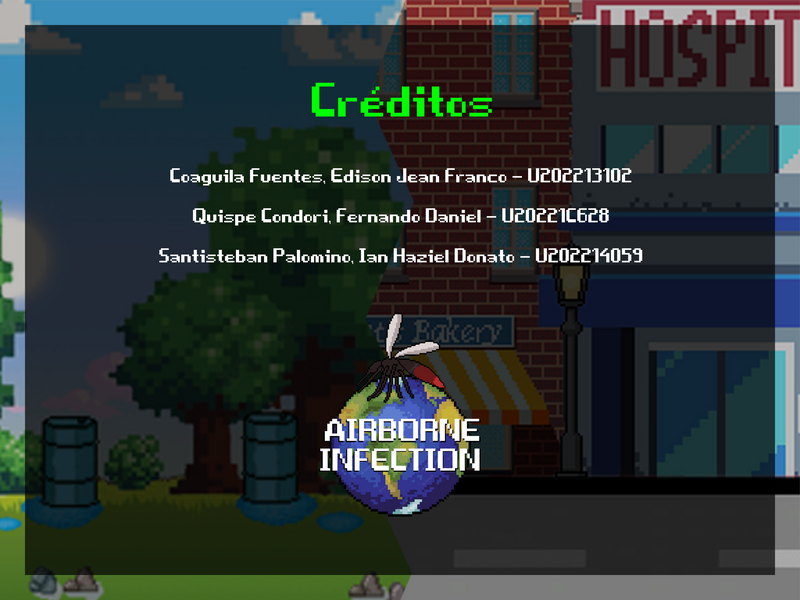 HOSPIT
Créditos
Coaguila Fuentes, Edison Jean Franco - U202213102
Quispe Condori, Fernando Daniel - U20221C628
Santisteban Palomino, Ian Haziel Donato - U202214059
Bakery
AIRBORNE
INFECTION